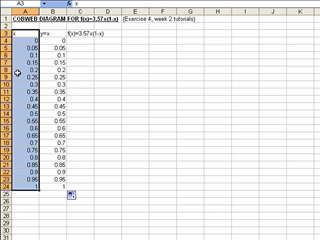 A3 fx x
A B C D E F G H I
1 COBWEB DIAGRAM FOR f(x)=3.57x(1-x) (Exercise 4, week 2 tutorials)
2
3 x y=x f(x)=3.57x(1-x)
4 0 0
5 0.05 0.05
6 0.1 0.1
7 0.15 0.15
8 0.2 0.2
9 0.25 0.25
10 0.3 0.3
11 0.35 0.35
12 0.4 0.4
13 0.45 0.45
14 0.5 0.5
15 0.55 0.55
16 0.6 0.6
17 0.65 0.65
18 0.7 0.7
19 0.75 0.75
20 0.8 0.8
21 0.85 0.85
22 0.9 0.9
23 0.95 0.95
24 1 1
25
26
27
28
29
30
31